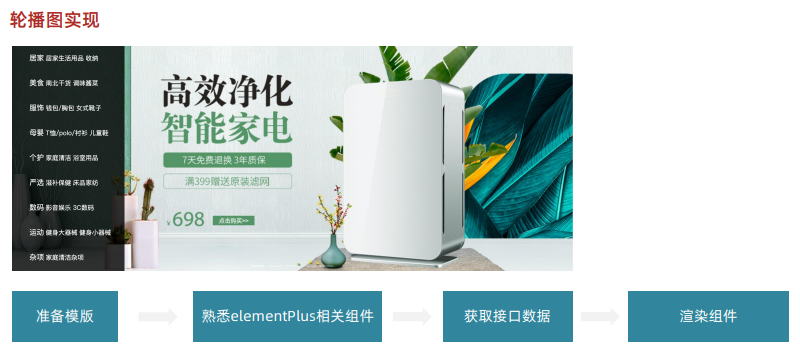 轮播图实现
居家 居家生活用品 收纳
美食 南北干货 调味酱菜
服饰 钱包/胸包 女式靴子
母婴 T恤/polo/衬衫 儿童鞋
个护 家庭清洁 浴室用品
严选 滋补保健 床品家纺
数码 影音娱乐 3C数码
运动 健身大器械 健身小器械
杂项 家庭清洁杂项
高效净化
智能家电
7天免费退换 3年质保
满399赠送原装滤网
¥698 点击购买>>
准备模版
熟悉elementPlus相关组件
获取接口数据
渲染组件